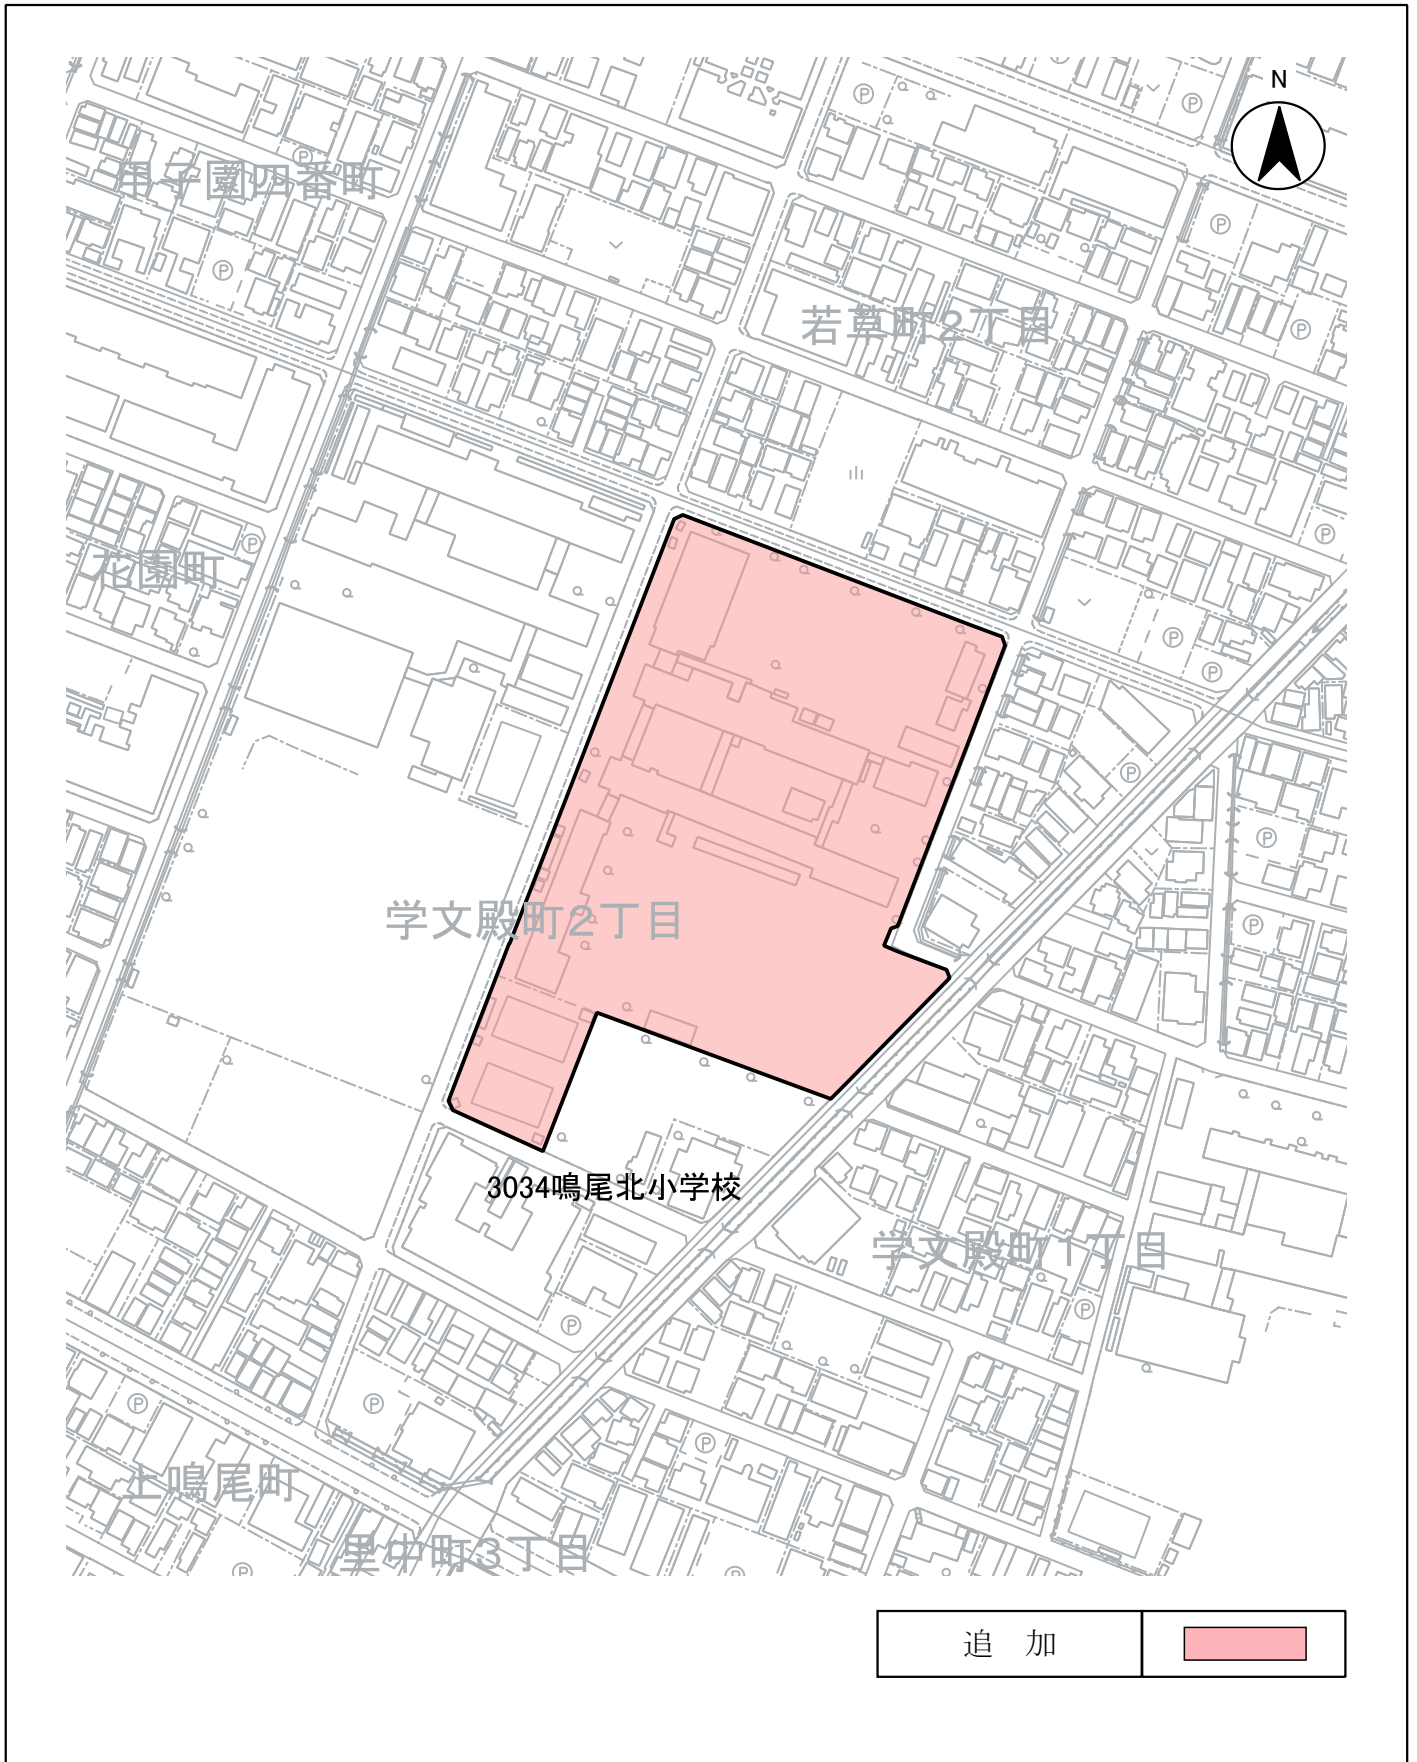 N
甲子園四番町
若草町2丁目
花園町
学文殿町2丁目
3034鳴尾北小学校
学文殿町1丁目
上鳴尾町
里中町3丁目
追 加